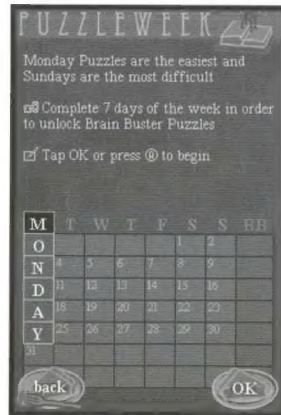 PUZZLEWEEK
Monday Puzzles are the easiest and
Sundays are the most difficult
Complete 7 days of the week in order
to unlock Brain Buster Puzzles
Tap OK or press Ⓐ to begin
M T W T F S S BB
O 1 2
N 4 5 6 7 8 9
D 11 12 13 14 15 16
A 18 19 20 21 22 23
Y 25 26 27 28 29 30
31
back OK